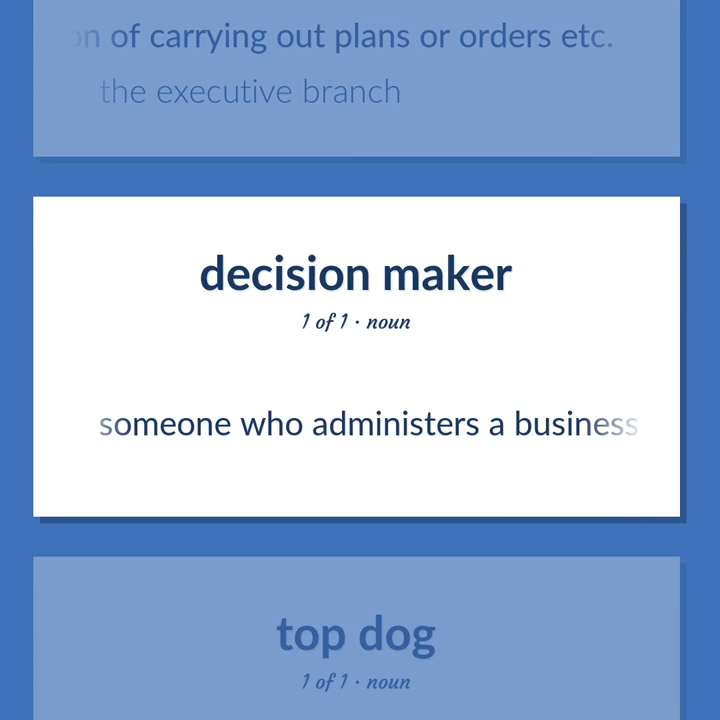 on of carrying out plans or orders etc.
the executive branch
decision maker
1 of 1 · noun
someone who administers a business
top dog
1 of 1 · noun